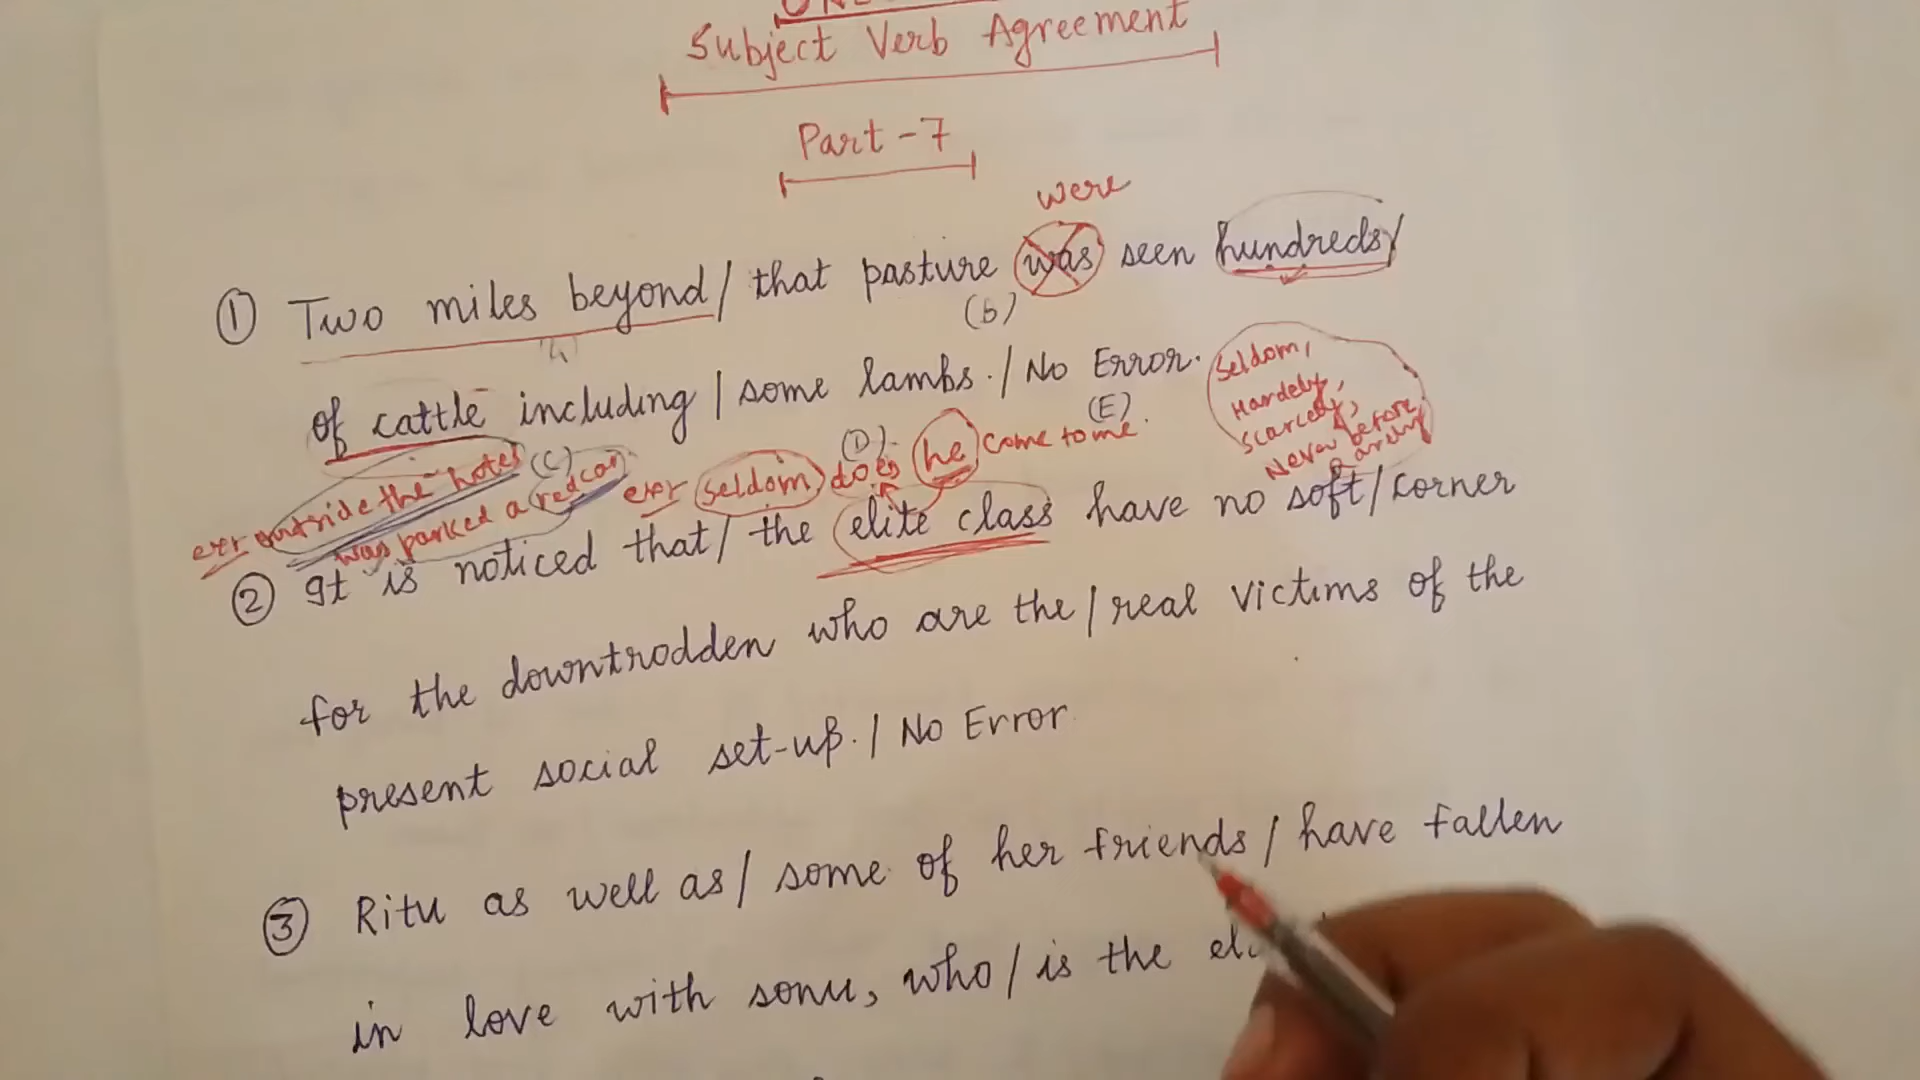 Subject Verb Agreement
Part-7
were
① Two miles beyond / that pasture was seen hundreds /
(b)
of cattle including / some lambs. / No Error.
(C) (D) (E)
Seldom,
Hardely,
Scarcely,
Never before
ex outside the hotel
was parked a red car
ex seldom does he come to me.
② It is noticed that / the elite class have no soft / corner
for the downtrodden who are the / real victims of the
present social set-up. / No Error
③ Ritu as well as / some of her friends / have fallen
in love with sonu, who / is the